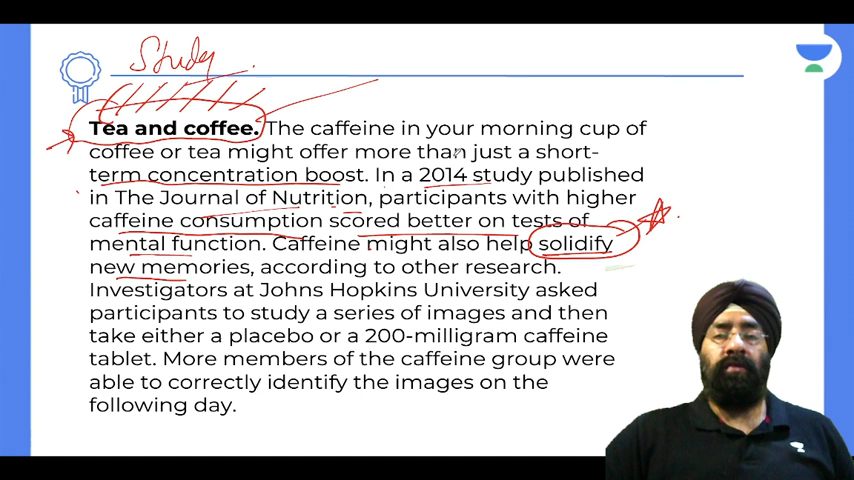 Study
Tea and coffee. The caffeine in your morning cup of
coffee or tea might offer more than just a short-
term concentration boost. In a 2014 study published
in The Journal of Nutrition, participants with higher
caffeine consumption scored better on tests of
mental function. Caffeine might also help solidify
new memories, according to other research.
Investigators at Johns Hopkins University asked
participants to study a series of images and then
take either a placebo or a 200-milligram caffeine
tablet. More members of the caffeine group were
able to correctly identify the images on the
following day.